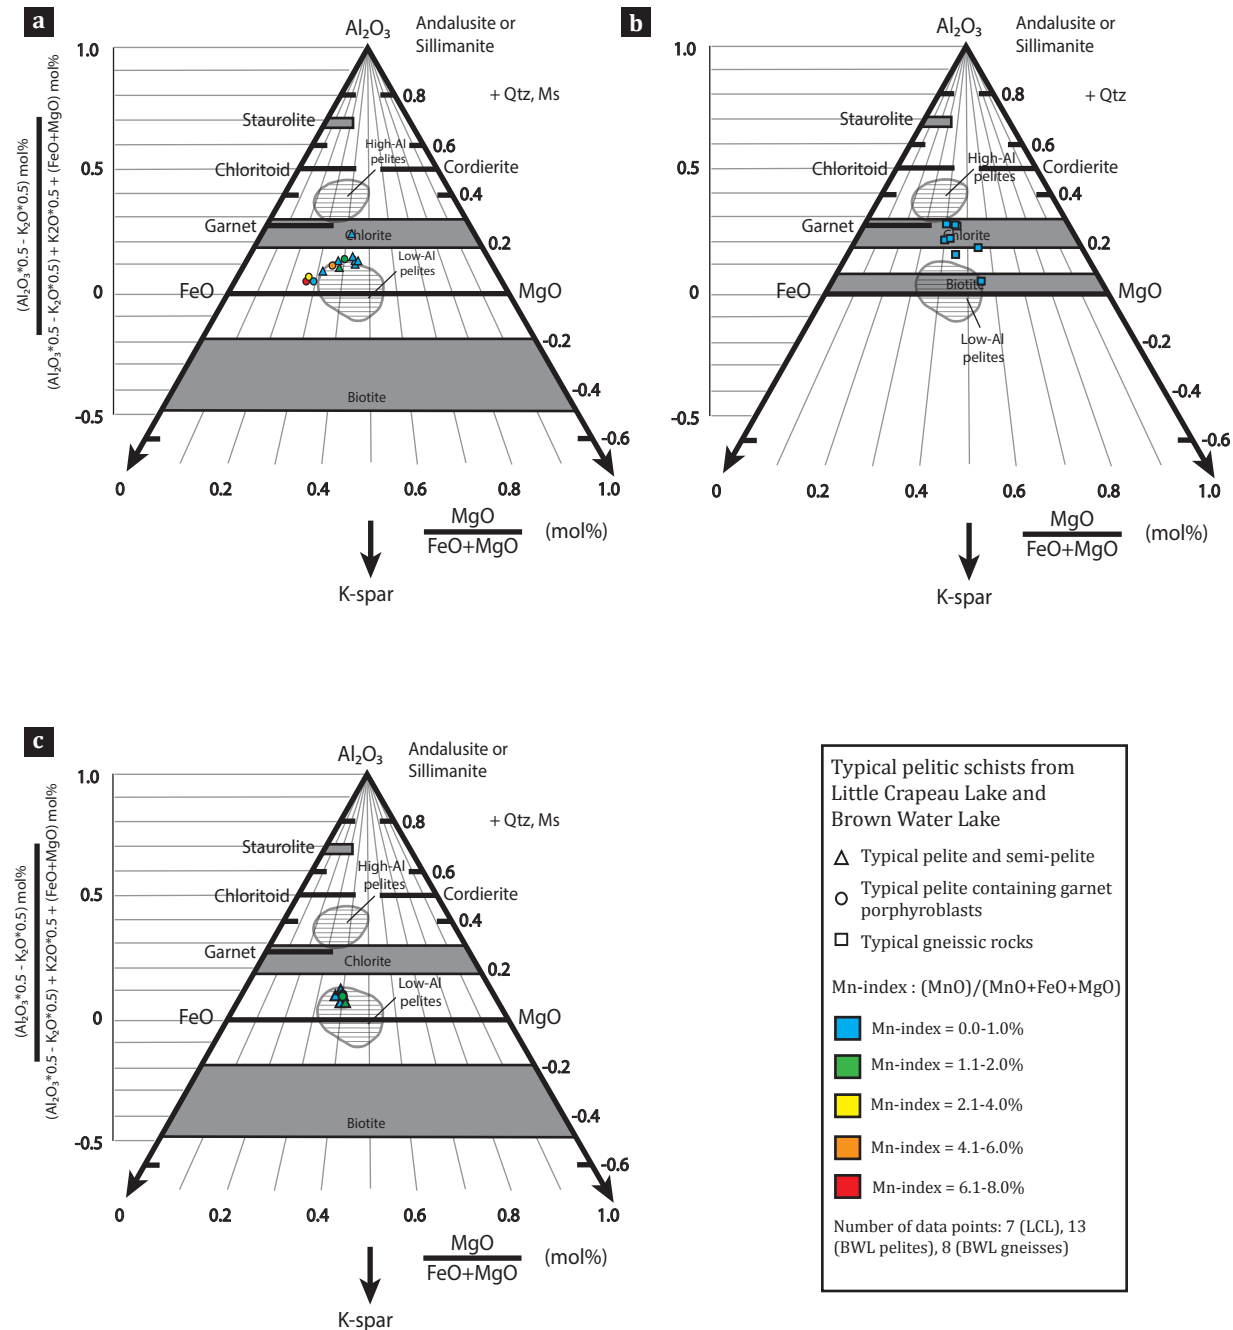 a
Al₂O₃
Andalusite or
Sillimanite
+ Qtz, Ms
(Al₂O₃*0.5 - K₂O*0.5) mol%
(Al₂O₃*0.5 - K₂O*0.5) + K2O*0.5 + (FeO+MgO) mol%
1.0
0.5
0
-0.5
0.8
0.6
0.4
0.2
-0.2
-0.4
-0.6
Staurolite
High-Al
pelites
Chloritoid
Cordierite
Garnet
Chlorite
Low-Al
pelites
FeO
MgO
Biotite
0
0.2
0.4
0.6
0.8
1.0
MgO
FeO+MgO
(mol%)
K-spar
b
Al₂O₃
Andalusite or
Sillimanite
+ Qtz
1.0
0.5
0
-0.5
0.8
0.6
0.4
0.2
-0.2
-0.4
-0.6
Staurolite
High-Al
pelites
Chloritoid
Cordierite
Garnet
Chlorite
FeO
MgO
Biotite
Low-Al
pelites
0
0.2
0.4
0.6
0.8
1.0
MgO
FeO+MgO
(mol%)
K-spar
c
Al₂O₃
Andalusite or
Sillimanite
+ Qtz, Ms
(Al₂O₃*0.5 - K₂O*0.5) mol%
(Al₂O₃*0.5 - K₂O*0.5) + K2O*0.5 + (FeO+MgO) mol%
1.0
0.5
0
-0.5
0.8
0.6
0.4
0.2
-0.2
-0.4
-0.6
Staurolite
High-Al
pelites
Chloritoid
Cordierite
Garnet
Chlorite
Low-Al
pelites
FeO
MgO
Biotite
0
0.2
0.4
0.6
0.8
1.0
MgO
FeO+MgO
(mol%)
K-spar
Typical pelitic schists from
Little Crapeau Lake and
Brown Water Lake
Typical pelite and semi-pelite
Typical pelite containing garnet
porphyroblasts
Typical gneissic rocks
Mn-index : (MnO)/(MnO+FeO+MgO)
Mn-index = 0.0-1.0%
Mn-index = 1.1-2.0%
Mn-index = 2.1-4.0%
Mn-index = 4.1-6.0%
Mn-index = 6.1-8.0%
Number of data points: 7 (LCL), 13
(BWL pelites), 8 (BWL gneisses)